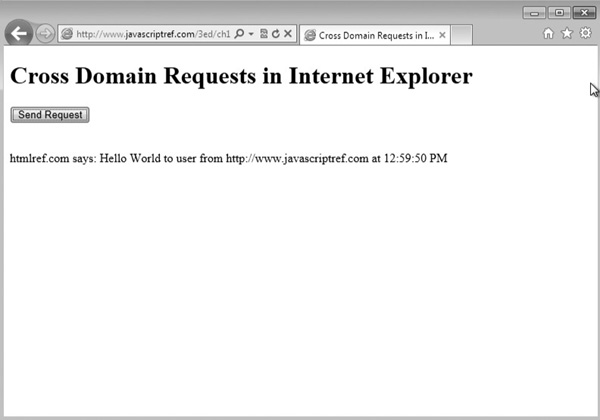 http://www.javascriptref.com/3ed/ch1
Cross Domain Requests in I...
Cross Domain Requests in Internet Explorer
Send Request
htmlref.com says: Hello World to user from http://www.javascriptref.com at 12:59:50 PM